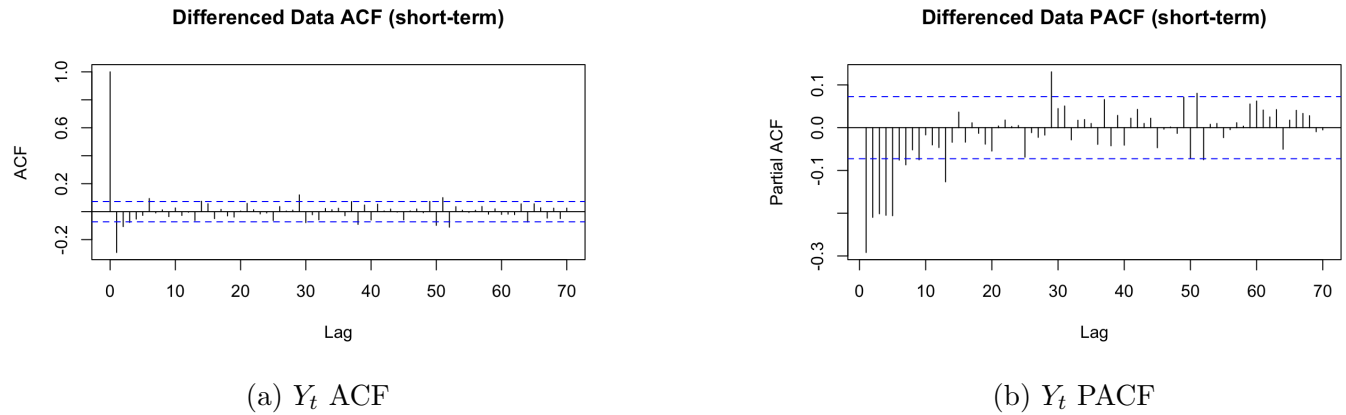 Differenced Data ACF (short-term)
ACF
1.0
0.6
0.2
-0.2
0 10 20 30 40 50 60 70
Lag
(a) Yt ACF
Differenced Data PACF (short-term)
Partial ACF
0.1
0.0
-0.1
-0.3
0 10 20 30 40 50 60 70
Lag
(b) Yt PACF